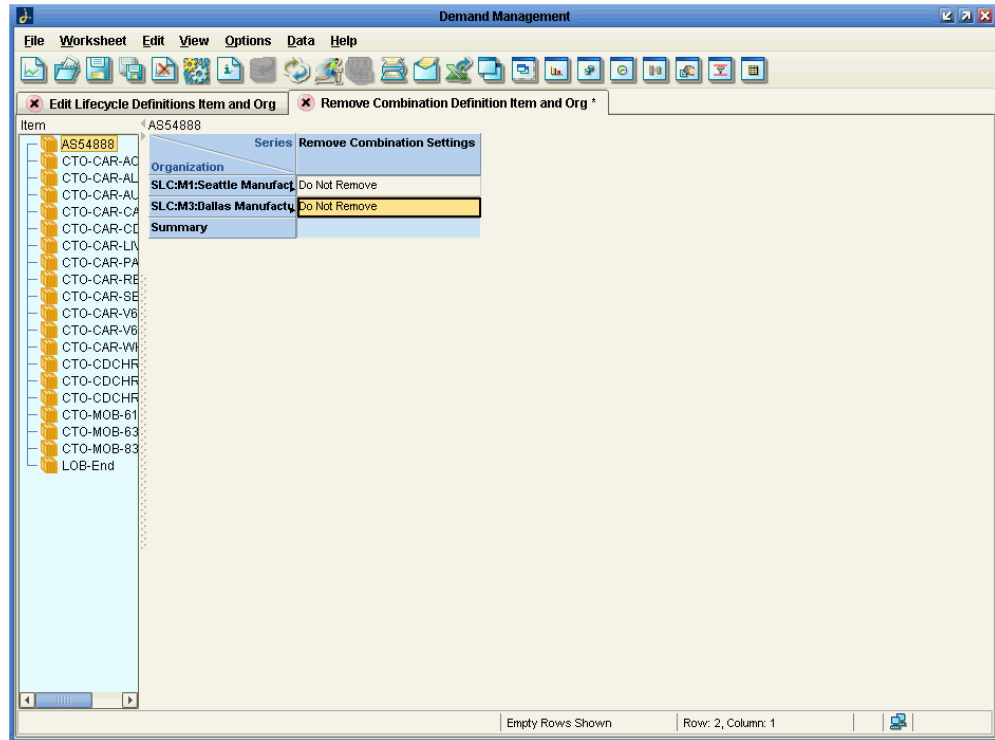 Demand Management
File Worksheet Edit View Options Data Help
Edit Lifecycle Definitions Item and Org
Remove Combination Definition Item and Org *
Item
AS54888
AS54888
CTO-CAR-AC
CTO-CAR-AL
CTO-CAR-AU
CTO-CAR-CA
CTO-CAR-CD
CTO-CAR-LIV
CTO-CAR-PA
CTO-CAR-RE
CTO-CAR-SE
CTO-CAR-V6
CTO-CAR-V6
CTO-CAR-WH
CTO-CDCHR
CTO-CDCHR
CTO-CDCHR
CTO-MOB-61
CTO-MOB-63
CTO-MOB-83
LOB-End
Series Remove Combination Settings
Organization
SLC:M1:Seattle Manufact Do Not Remove
SLC:M3:Dallas Manufactu Do Not Remove
Summary
Empty Rows Shown Row: 2, Column: 1